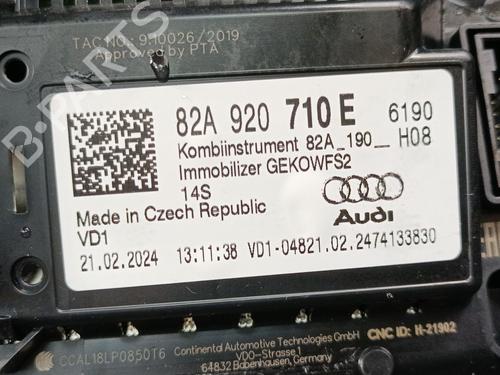 TAC No.: 9110026/2019
Approved by PTA
B-PARTS
82A 920 710 E 6190
Kombiinstrument 82A_190__ H08
Immobilizer GEKOWFS2
14S
Made in Czech Republic
VD1
Audi
21.02.2024 13:11:38 VD1-04821.02.2474133830
CCAL18LP0850T6
Continental Automotive Technologies GmbH
VDO-Strasse 1
64832 Babenhausen, Germany
CNC ID: H-21902